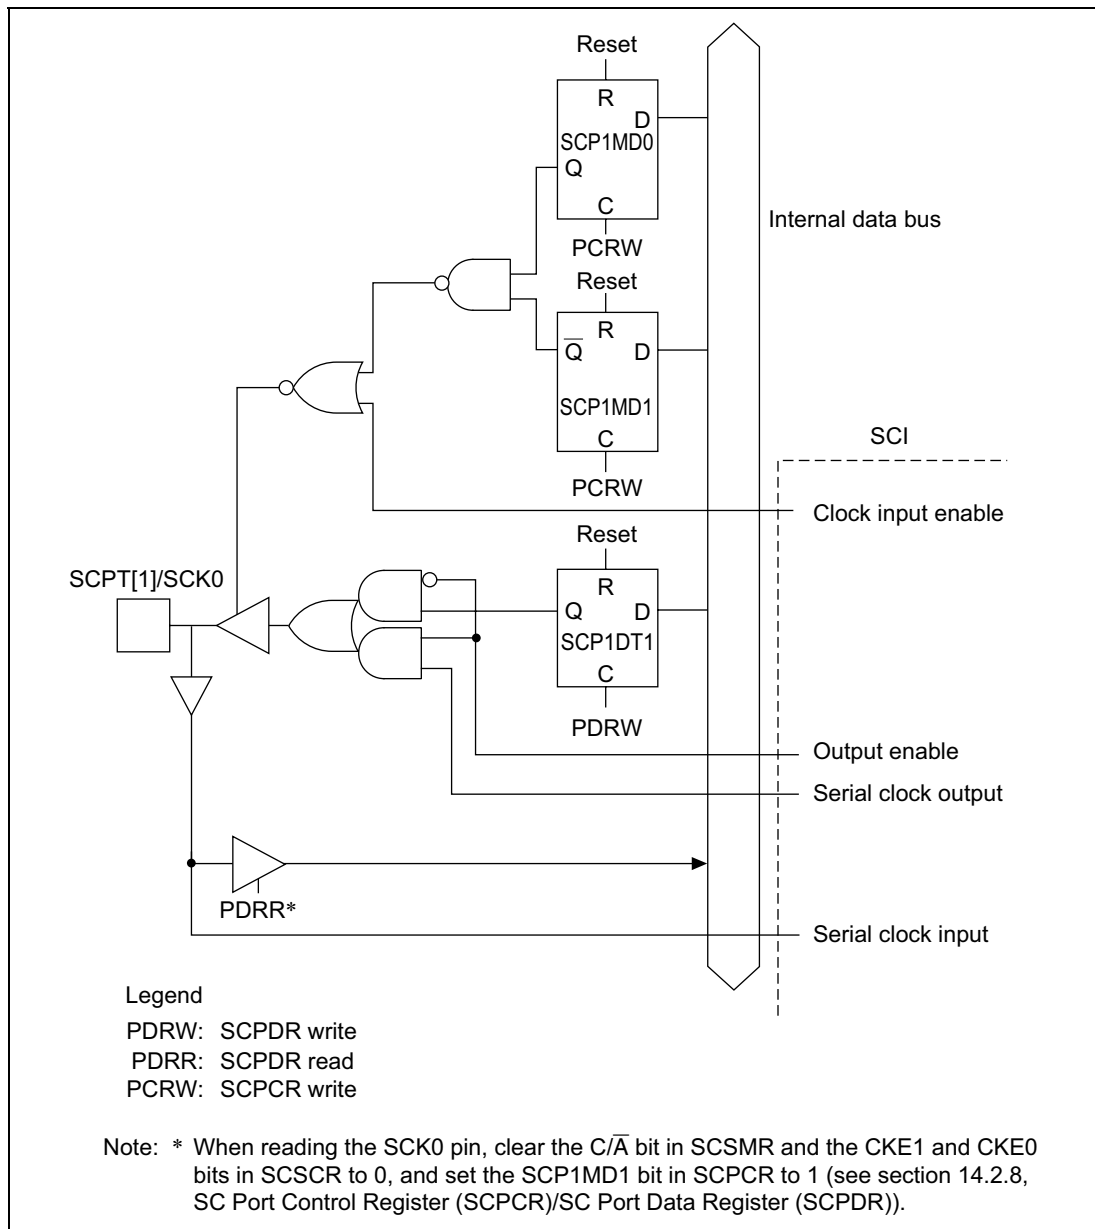 Reset
R
D
SCP1MD0
Q
C
PCRW
Internal data bus
Reset
R
Q̅ D
SCP1MD1
C
PCRW
SCI
Clock input enable
Reset
SCPT[1]/SCK0
R
Q D
SCP1DT1
C
PDRW
Output enable
Serial clock output
PDRR*
Serial clock input
Legend
PDRW: SCPDR write
PDRR: SCPDR read
PCRW: SCPCR write
Note: * When reading the SCK0 pin, clear the C/A̅ bit in SCSMR and the CKE1 and CKE0
bits in SCSCR to 0, and set the SCP1MD1 bit in SCPCR to 1 (see section 14.2.8,
SC Port Control Register (SCPCR)/SC Port Data Register (SCPDR)).